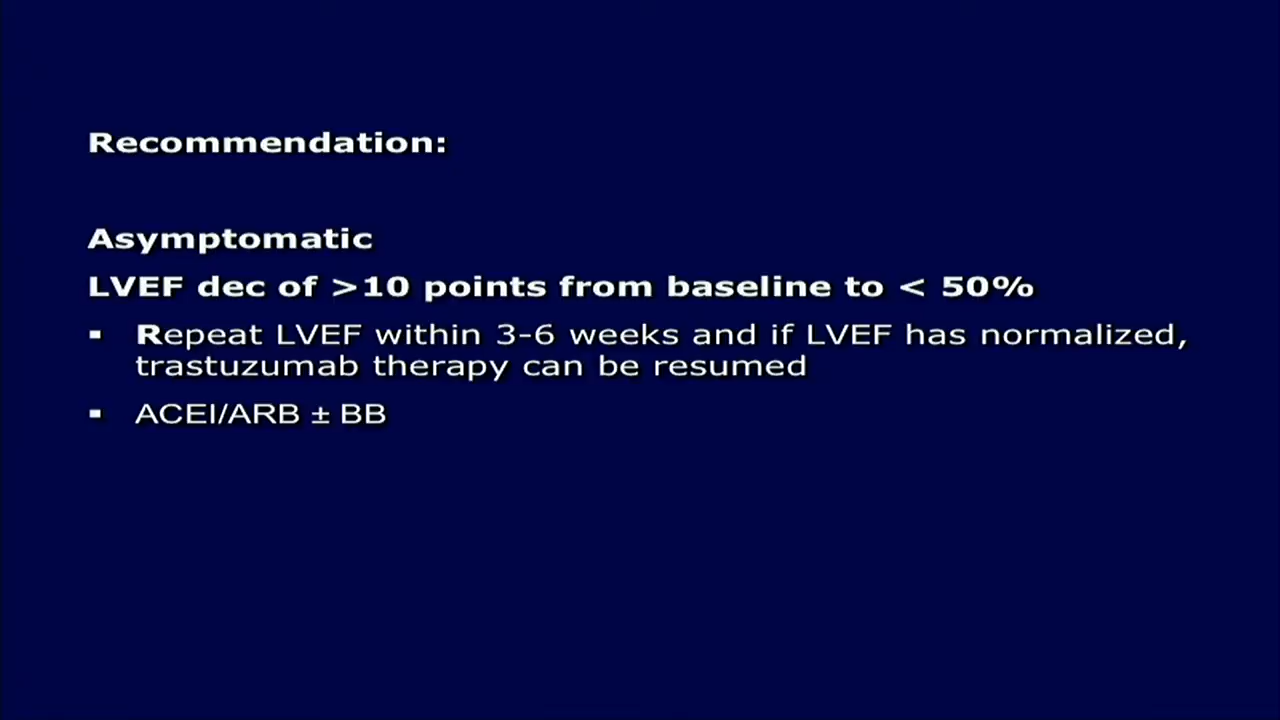 Recommendation:
Asymptomatic
LVEF dec of >10 points from baseline to < 50%
▪ Repeat LVEF within 3-6 weeks and if LVEF has normalized,
trastuzumab therapy can be resumed
▪ ACEI/ARB ± BB